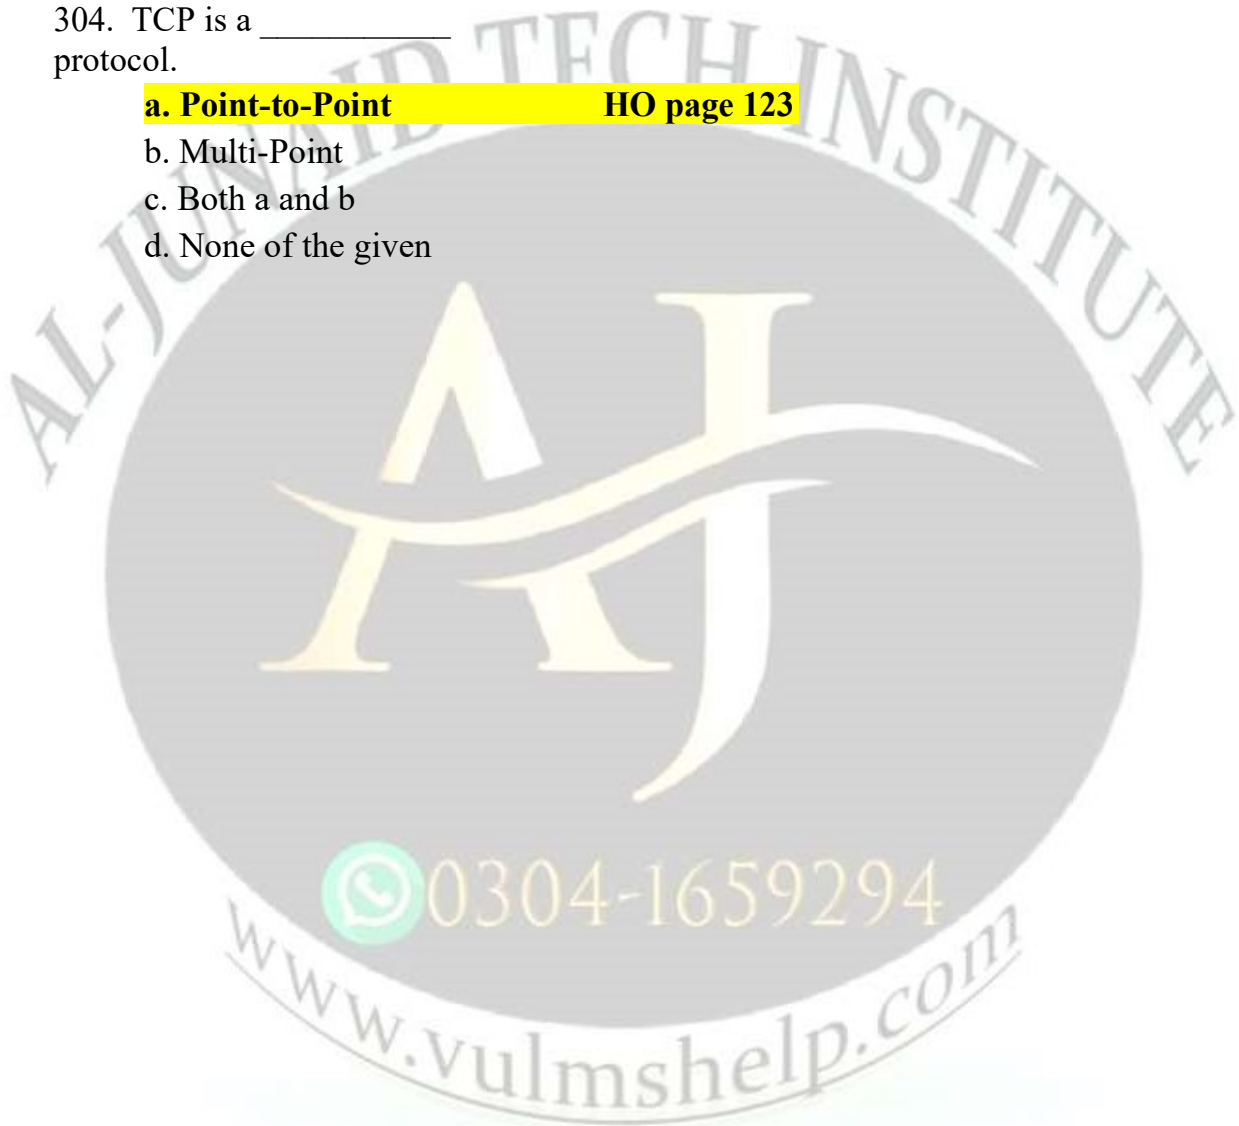 304. TCP is a ___________
protocol.
a. Point-to-Point HO page 123
b. Multi-Point
c. Both a and b
d. None of the given
AL-JUNAID TECH INSTITUTE
AJ
0304-1659294
www.vulmshelp.com